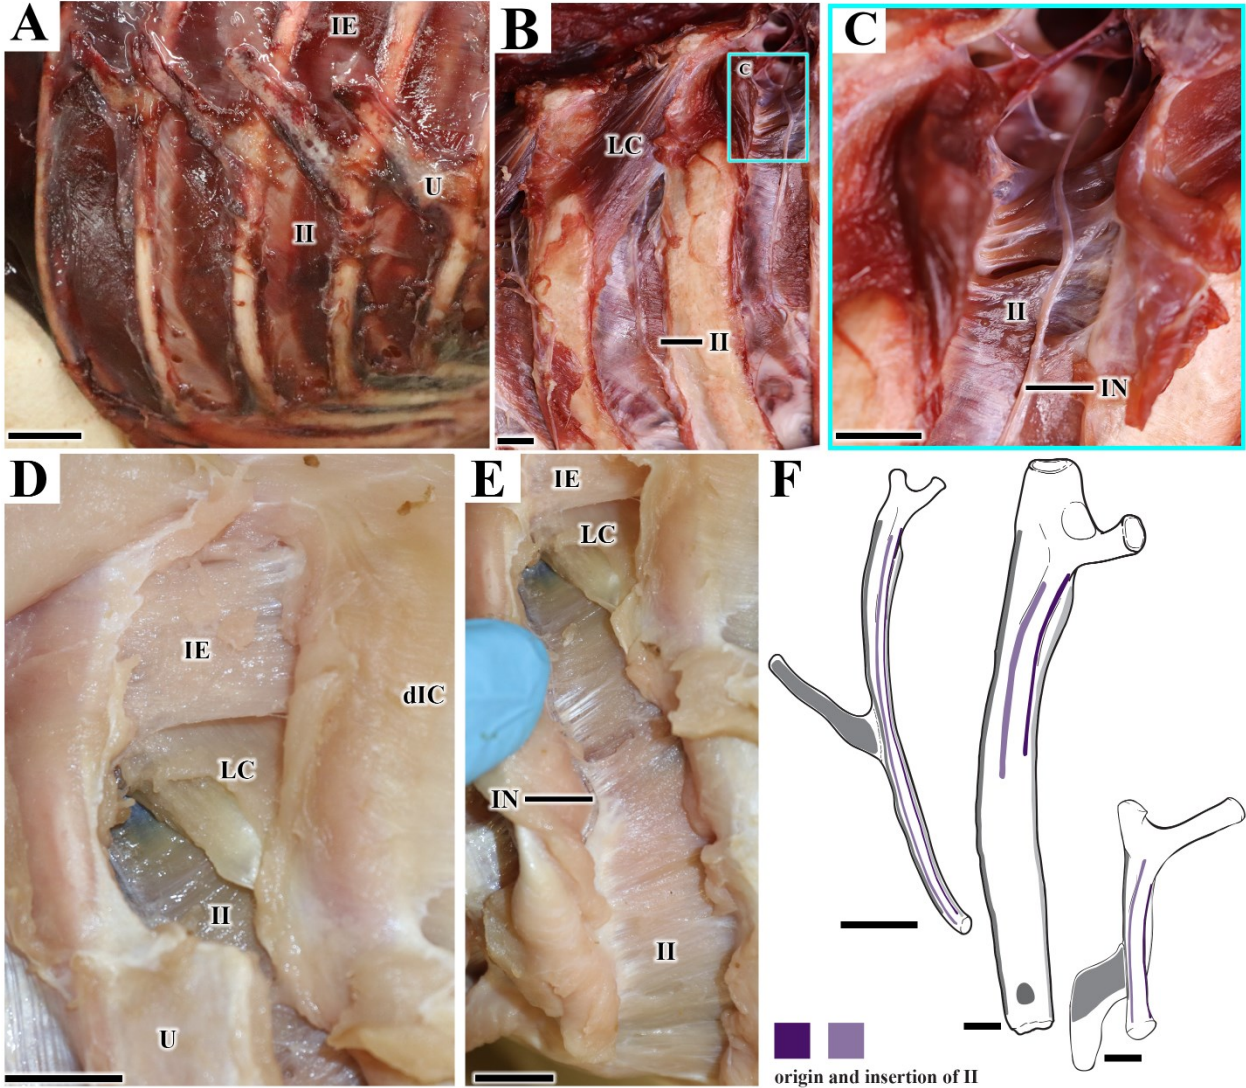 A
IE
U
II
B
C
LC
II
C
II
IN
D
IE
dIC
LC
II
U
E
IE
LC
IN
II
F
origin and insertion of II